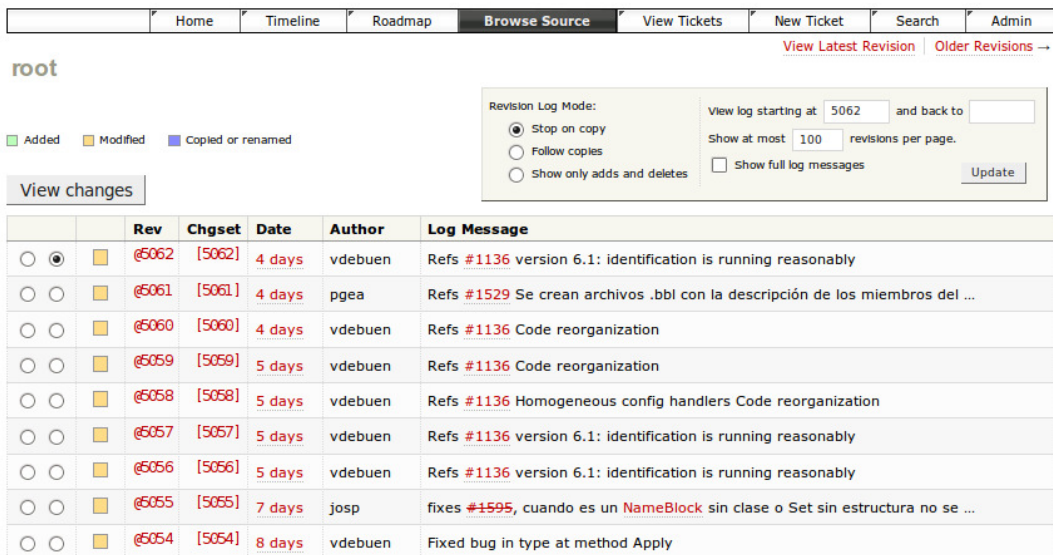 Home Timeline Roadmap Browse Source View Tickets New Ticket Search Admin
View Latest Revision Older Revisions →
root
Revision Log Mode:
Stop on copy
Follow copies
Show only adds and deletes
View log starting at 5062 and back to
Show at most 100 revisions per page.
Show full log messages
Update
Added Modified Copied or renamed
View changes
Rev Chgset Date Author Log Message
@5062 [5062] 4 days vdebuen Refs #1136 version 6.1: identification is running reasonably
@5061 [5061] 4 days pgea Refs #1529 Se crean archivos .bbl con la descripción de los miembros del ...
@5060 [5060] 4 days vdebuen Refs #1136 Code reorganization
@5059 [5059] 5 days vdebuen Refs #1136 Code reorganization
@5058 [5058] 5 days vdebuen Refs #1136 Homogeneous config handlers Code reorganization
@5057 [5057] 5 days vdebuen Refs #1136 version 6.1: identification is running reasonably
@5056 [5056] 5 days vdebuen Refs #1136 version 6.1: identification is running reasonably
@5055 [5055] 7 days josp fixes #1595, cuando es un NameBlock sin clase o Set sin estructura no se ...
@5054 [5054] 8 days vdebuen Fixed bug in type at method Apply